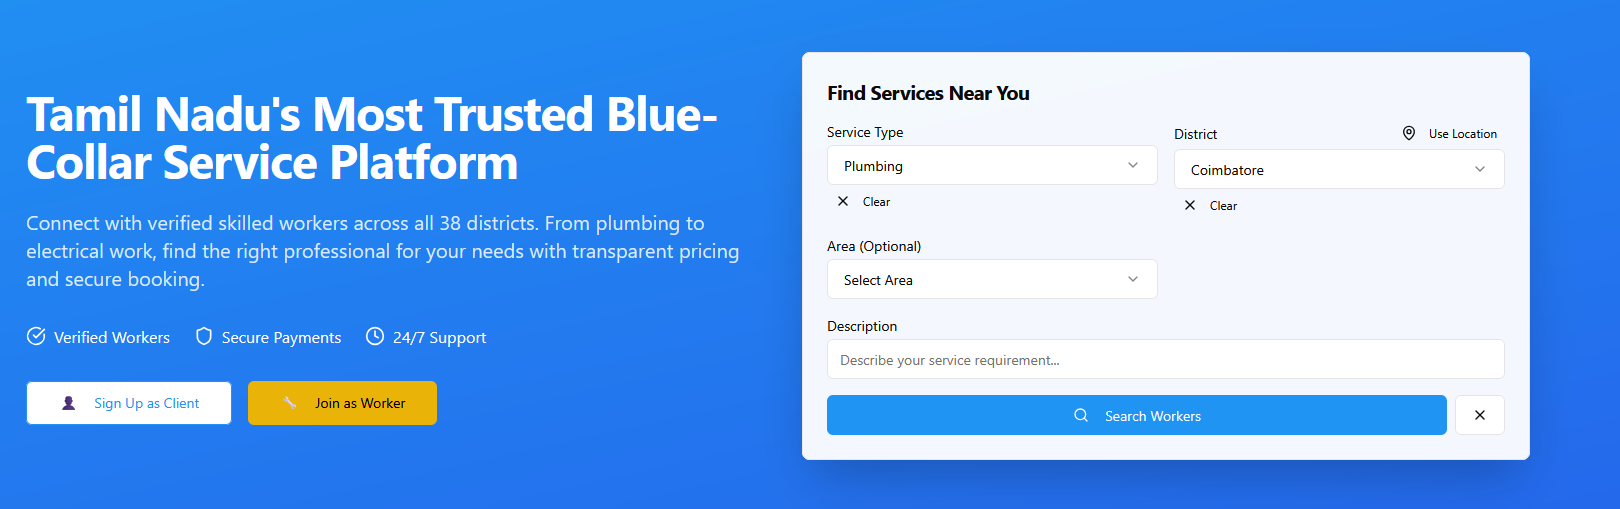 Tamil Nadu's Most Trusted Blue-
Collar Service Platform
Connect with verified skilled workers across all 38 districts. From plumbing to
electrical work, find the right professional for your needs with transparent pricing
and secure booking.
Verified Workers
Secure Payments
24/7 Support
Sign Up as Client
Join as Worker
Find Services Near You
Service Type
Plumbing
Clear
District
Use Location
Coimbatore
Clear
Area (Optional)
Select Area
Description
Describe your service requirement...
Search Workers